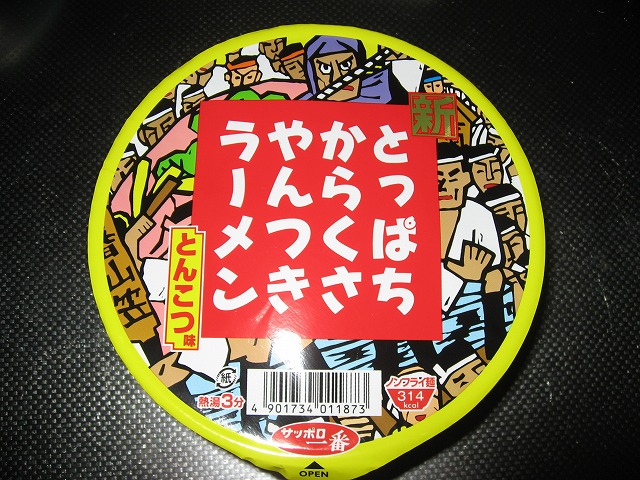 新
とっぱち
からくさ
やんつき
ラーメン
とんこつ味
紙
熱湯3分
4 901734 011873
ノンフライ麺
314
kcal
サッポロ一番
OPEN